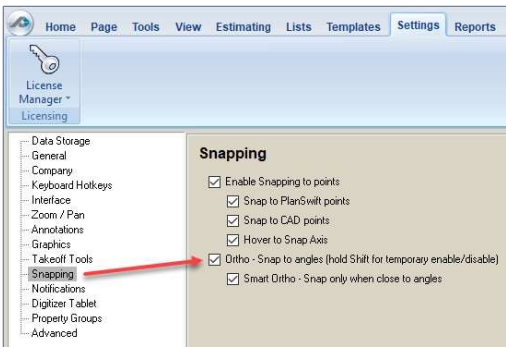 Home Page Tools View Estimating Lists Templates Settings Reports
License
Manager
Licensing
Data Storage
General
Company
Keyboard Hotkeys
Interface
Zoom / Pan
Annotations
Graphics
Takeoff Tools
Snapping
Notifications
Digitizer Tablet
Property Groups
Advanced
Snapping
Enable Snapping to points
Snap to PlanSwift points
Snap to CAD points
Hover to Snap Axis
Ortho - Snap to angles (hold Shift for temporary enable/disable)
Smart Ortho - Snap only when close to angles